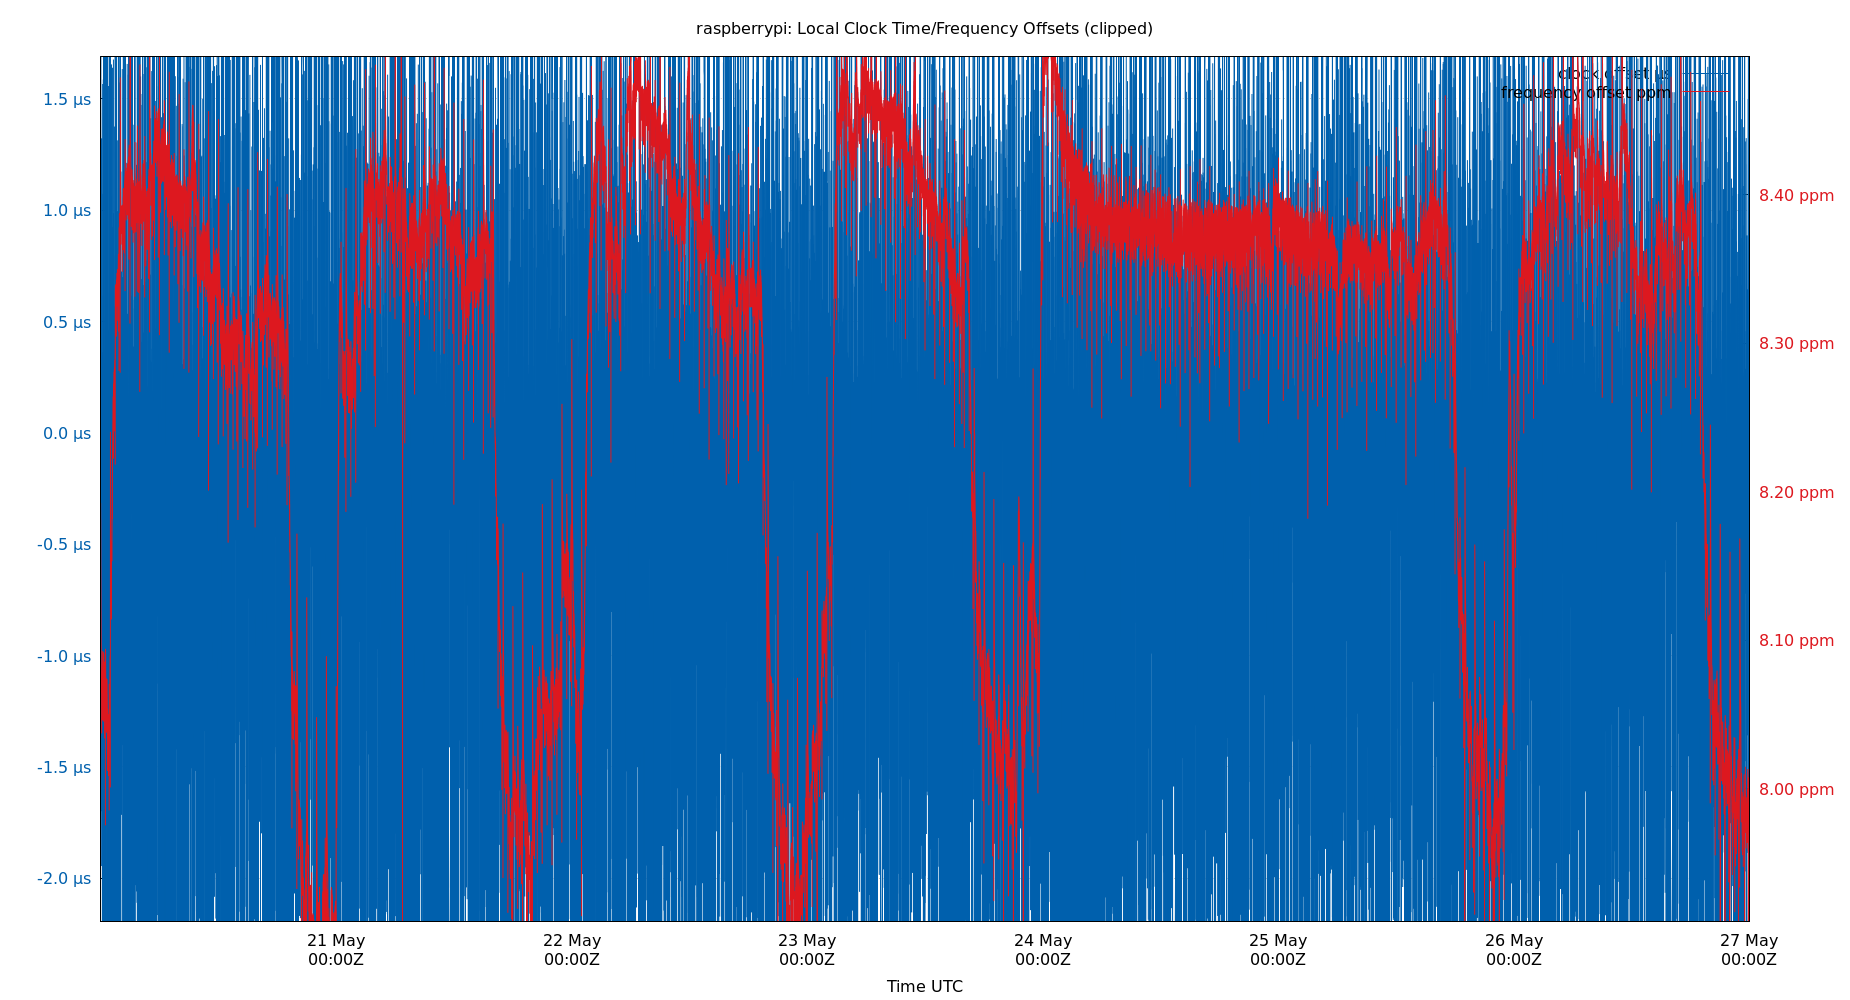 raspberrypi: Local Clock Time/Frequency Offsets (clipped)
clock offset µs
frequency offset ppm
1.5 µs
1.0 µs
0.5 µs
0.0 µs
-0.5 µs
-1.0 µs
-1.5 µs
-2.0 µs
8.40 ppm
8.30 ppm
8.20 ppm
8.10 ppm
8.00 ppm
21 May 22 May 23 May 24 May 25 May 26 May 27 May
00:00Z 00:00Z 00:00Z 00:00Z 00:00Z 00:00Z 00:00Z
Time UTC